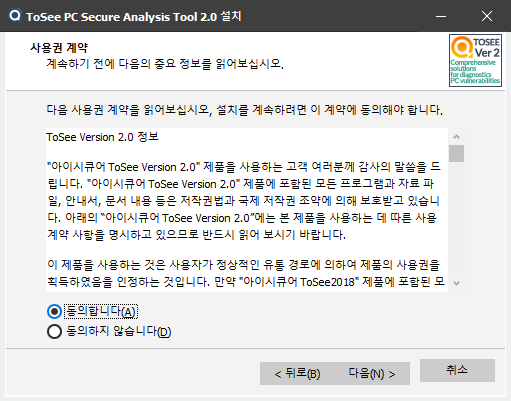 ToSee PC Secure Analysis Tool 2.0 설치
사용권 계약
계속하기 전에 다음의 중요 정보를 읽어보십시오.
TOSEE
Ver 2
Comprehensive
solutions
for diagnostics
PC vulnerabilities
다음 사용권 계약을 읽어보십시오, 설치를 계속하려면 이 계약에 동의해야 합니다.
ToSee Version 2.0 정보
"아이시큐어 ToSee Version 2.0" 제품을 사용하는 고객 여러분께 감사의 말씀을 드
립니다. "아이시큐어 ToSee Version 2.0" 제품에 포함된 모든 프로그램과 자료 파
일, 안내서, 문서 내용 등은 저작권법과 국제 저작권 조약에 의해 보호받고 있습니
다. 아래의 "아이시큐어 ToSee Version 2.0”에는 본 제품을 사용하는 데 따른 사용
계약 사항을 명시하고 있으므로 반드시 읽어 보시기 바랍니다.
이 제품을 사용하는 것은 사용자가 정상적인 유통 경로에 의하여 제품의 사용권을
획득하였음을 인정하는 것입니다. 만약 "아이시큐어 ToSee2018" 제품에 포함된 모
동의합니다(A)
동의하지 않습니다(D)
< 뒤로(B) 다음(N) > 취소